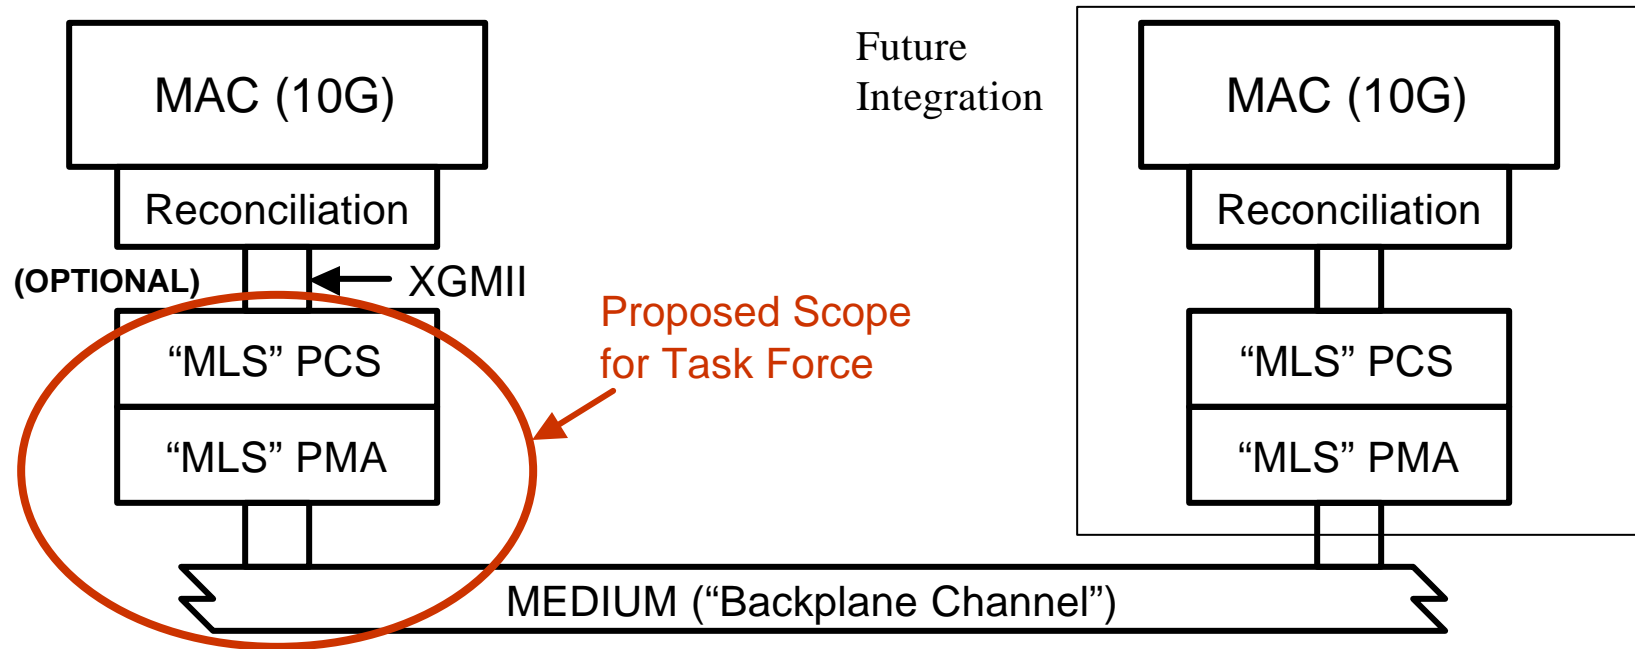 MAC (10G)
Reconciliation
(OPTIONAL)
XGMII
“MLS” PCS
“MLS” PMA
Proposed Scope
for Task Force
Future
Integration
MAC (10G)
Reconciliation
“MLS” PCS
“MLS” PMA
MEDIUM (“Backplane Channel”)